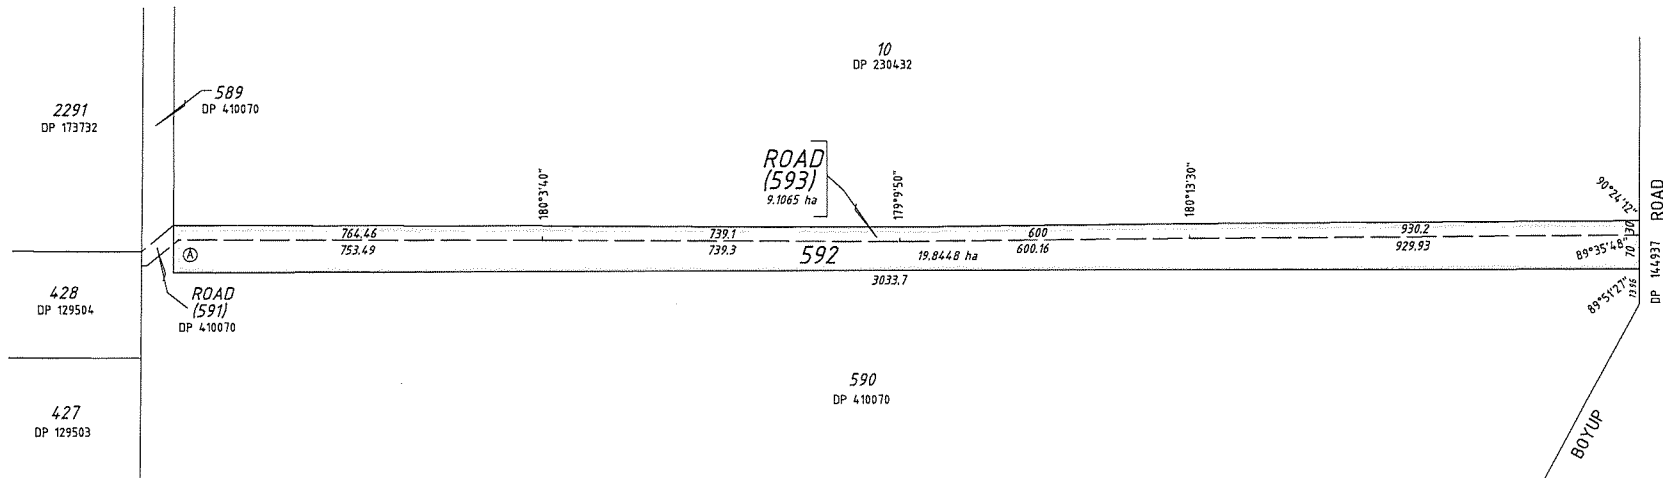 10
DP 230432
2291
DP 173732
589
DP 410070
ROAD
(593)
9.1065 ha
180°3'40"
179°9'50"
180°13'30"
90°24'12"
ROAD
764.46
739.1
600
930.2
30
753.49
739.3
592
19.8448 ha
600.16
929.93
89°35'48"
70
DP 144937
A
3033.7
89°51'27"
428
DP 129504
ROAD
(591)
DP 410070
590
DP 410070
427
DP 129503
BOYUP